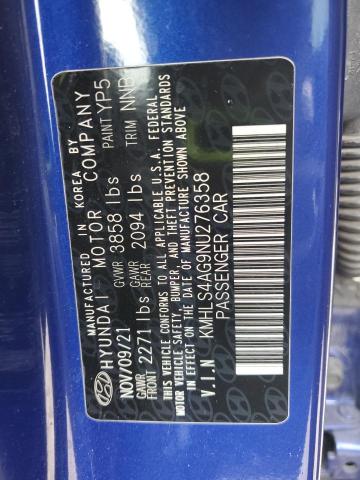 MANUFACTURED IN KOREA BY
HYUNDAI MOTOR COMPANY
NOV/09/21 GVWR 3858 lbs PAINT YP5
GAWR FRONT 2271 lbs GAWR REAR 2094 lbs TRIM NNB
THIS VEHICLE CONFORMS TO ALL APPLICABLE U.S.A. FEDERAL
MOTOR VEHICLE SAFETY, BUMPER, AND THEFT PREVENTION STANDARDS
IN EFFECT ON THE DATE OF MANUFACTURE SHOWN ABOVE
V.I.N KMHLS4AG9NU276358
PASSENGER CAR